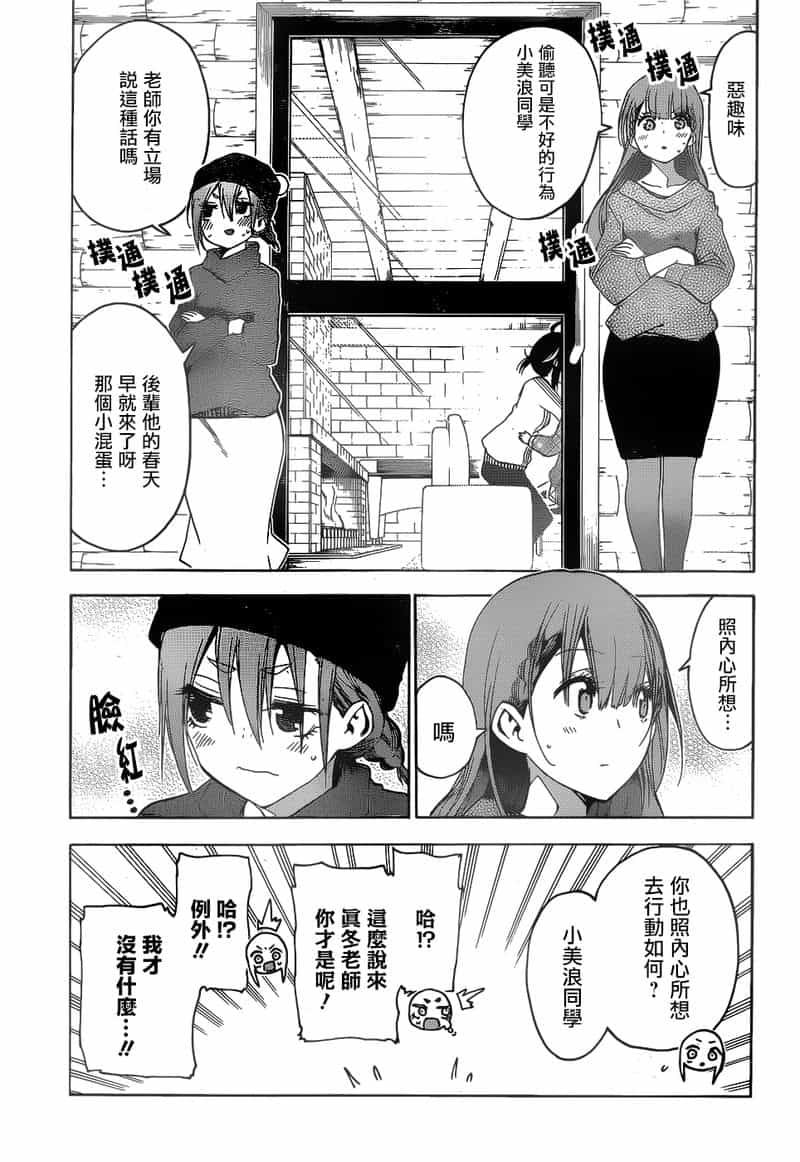 惡趣味
偷聽可是不好的行為
小美浪同學
撲通
撲通
老師你有立場
說這種話嗎
撲通
撲通
撲通
撲通
後輩他的春天
早就來了呀
那個小混蛋…
照內心所想…
嗎
臉紅…
你也照內心所想
去行動如何？
小美浪同學
哈!?
這麼說來
真冬老師
你才是呢！
哈!?
例外!!
我才
沒有什麼…!!